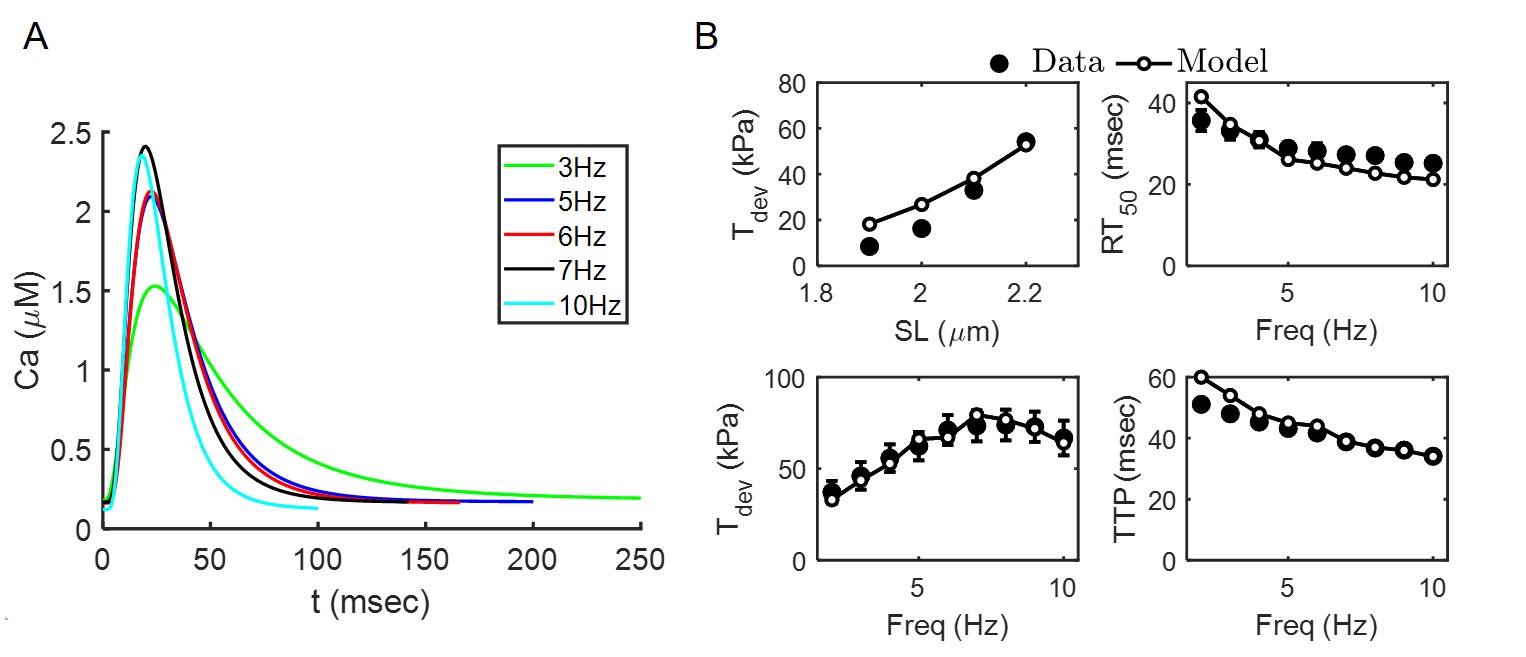 A
2.5
2
1.5
1
0.5
0
0
50
100
150
200
250
Ca (μM)
t (msec)
3Hz
5Hz
6Hz
7Hz
10Hz
B
Data
Model
80
60
40
20
0
1.8
2
2.2
T_dev (kPa)
SL (μm)
40
20
0
5
10
RT_50 (msec)
Freq (Hz)
100
50
0
5
10
T_dev (kPa)
Freq (Hz)
60
40
20
0
5
10
TTP (msec)
Freq (Hz)